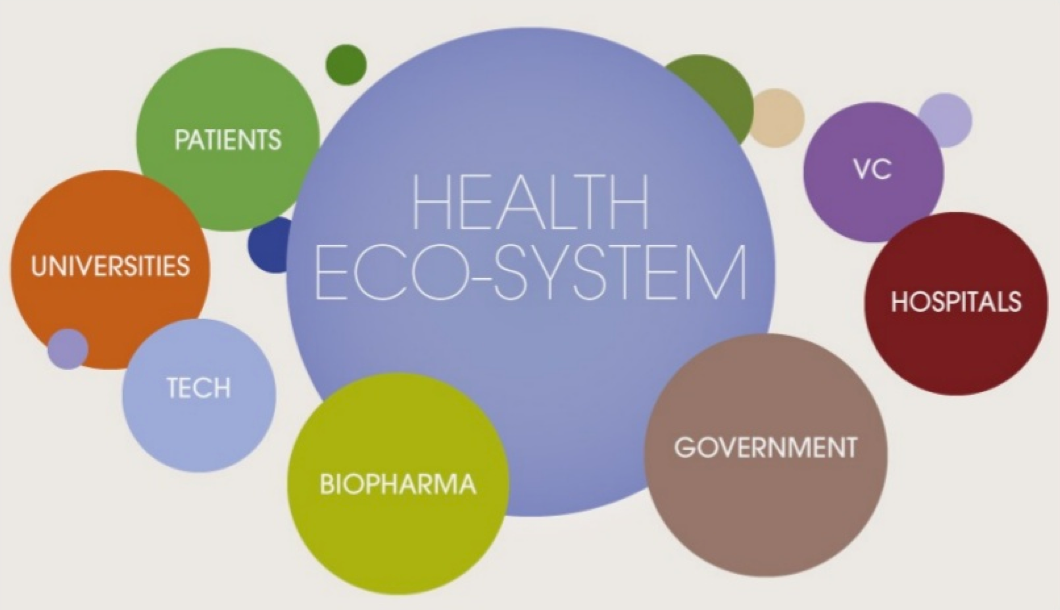 HEALTH
ECO-SYSTEM
PATIENTS
UNIVERSITIES
TECH
BIOPHARMA
GOVERNMENT
HOSPITALS
VC